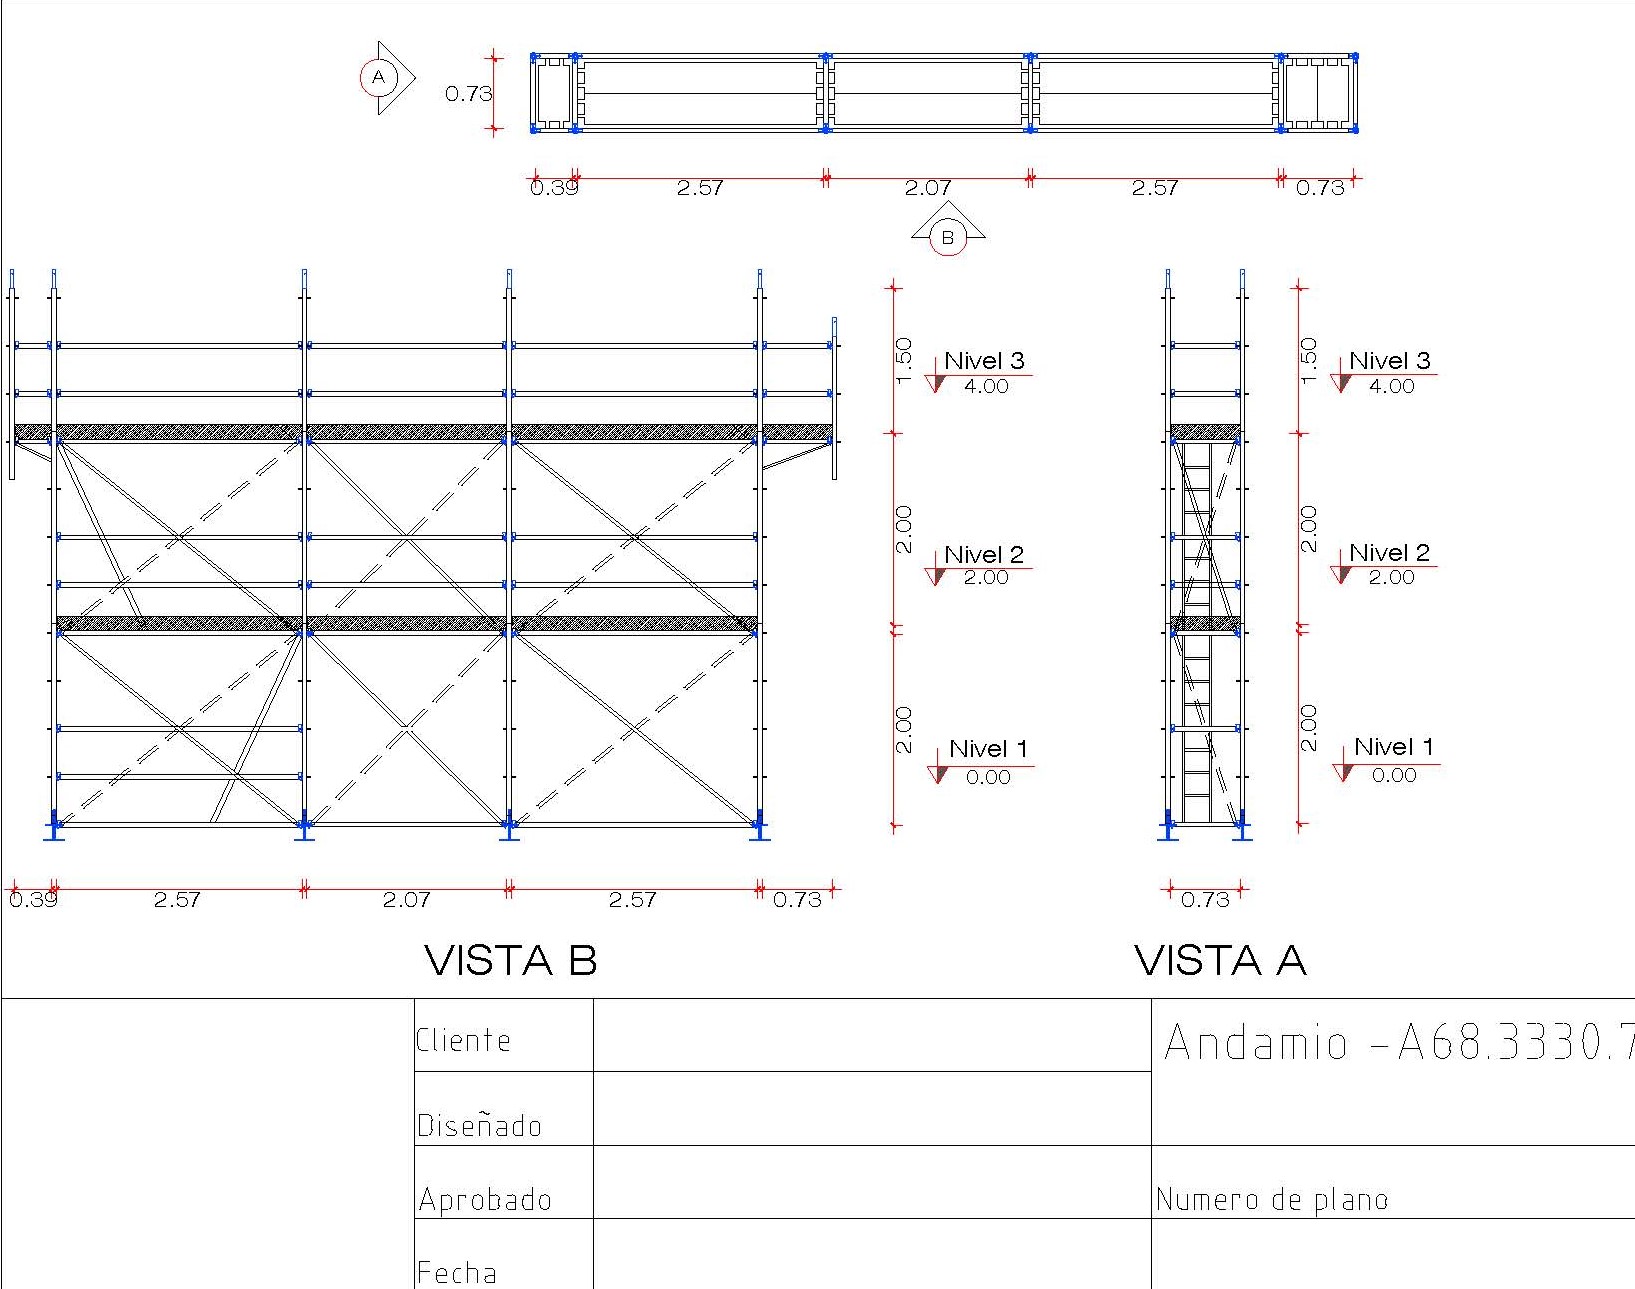 A
0.73
0.39 2.57 2.07 2.57 0.73
B
1.50
Nivel 3
4.00
2.00
Nivel 2
2.00
2.00
Nivel 1
0.00
1.50
Nivel 3
4.00
2.00
Nivel 2
2.00
2.00
Nivel 1
0.00
0.39 2.57 2.07 2.57 0.73
0.73
VISTA B
VISTA A
Cliente
Andamio -A68.3330.7
Diseñado
Aprobado
Numero de plano
Fecha